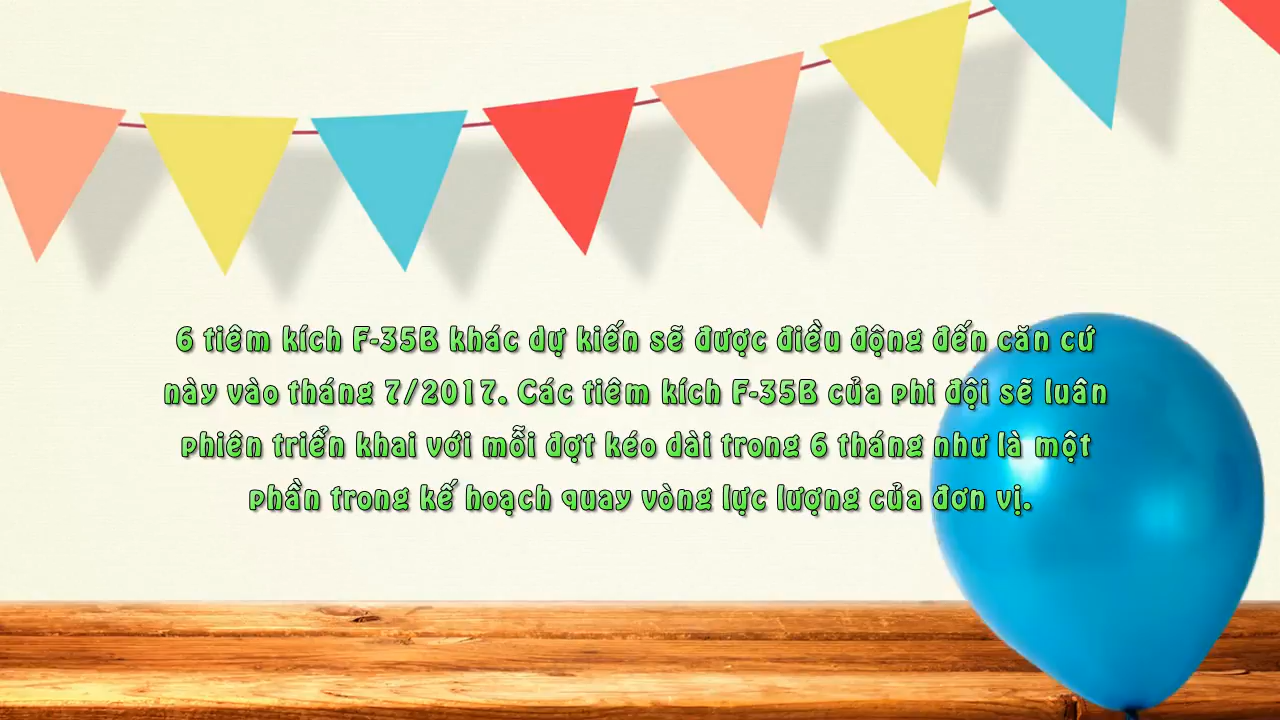 6 tiêm kích F-35B khác dự kiến sẽ được điều động đến căn cứ
này vào tháng 7/2017. Các tiêm kích F-35B của phi đội sẽ luân
phiên triển khai với mỗi đợt kéo dài trong 6 tháng như là một
phần trong kế hoạch quay vòng lực lượng của đơn vị.